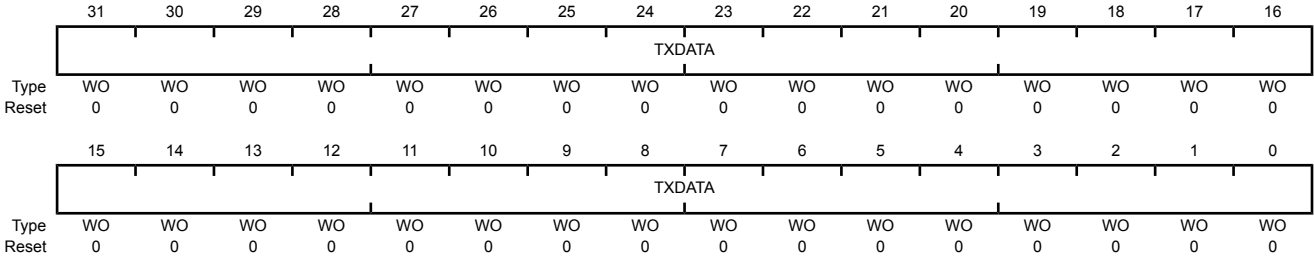 31 30 29 28 27 26 25 24 23 22 21 20 19 18 17 16
TXDATA
Type WO WO WO WO WO WO WO WO WO WO WO WO WO WO WO WO
Reset 0 0 0 0 0 0 0 0 0 0 0 0 0 0 0 0
15 14 13 12 11 10 9 8 7 6 5 4 3 2 1 0
TXDATA
Type WO WO WO WO WO WO WO WO WO WO WO WO WO WO WO WO
Reset 0 0 0 0 0 0 0 0 0 0 0 0 0 0 0 0